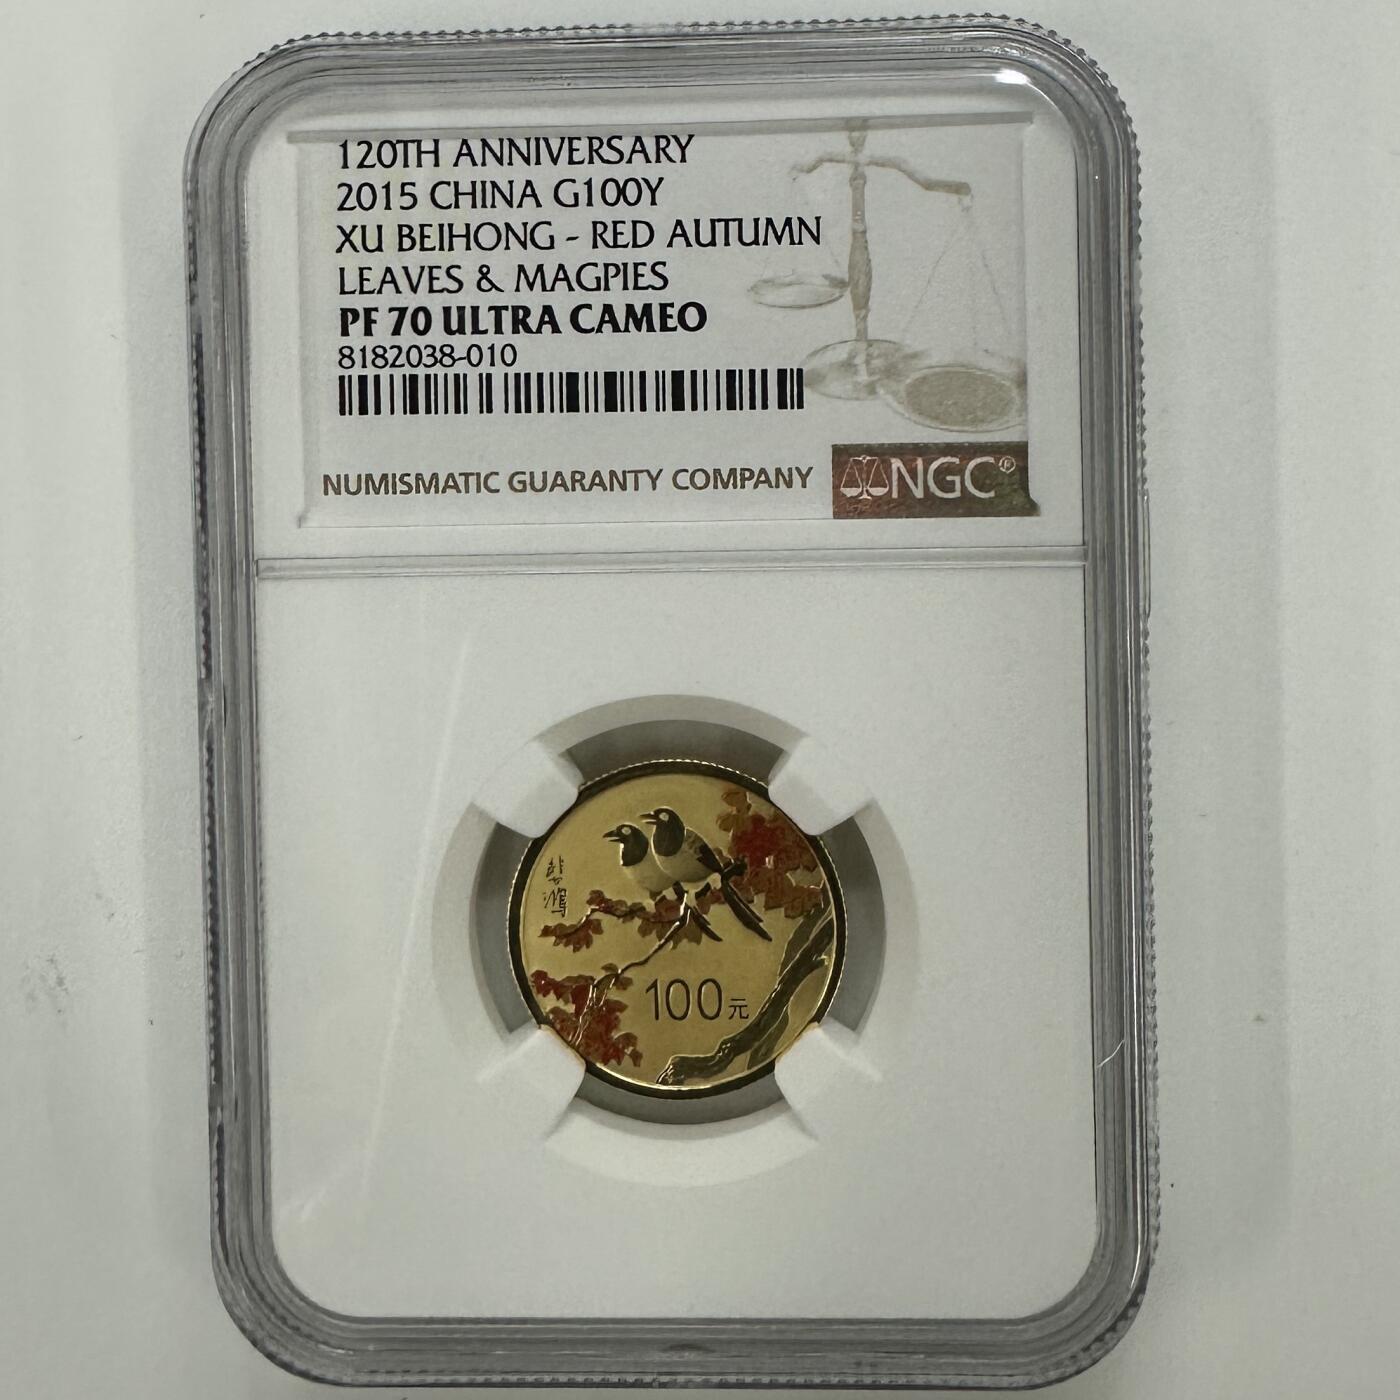 120TH ANNIVERSARY
2015 CHINA G100Y
XU BEIHONG - RED AUTUMN
LEAVES & MAGPIES
PF 70 ULTRA CAMEO
8182038-010
NUMISMATIC GUARANTY COMPANY
NGC®
悲鴻
100元